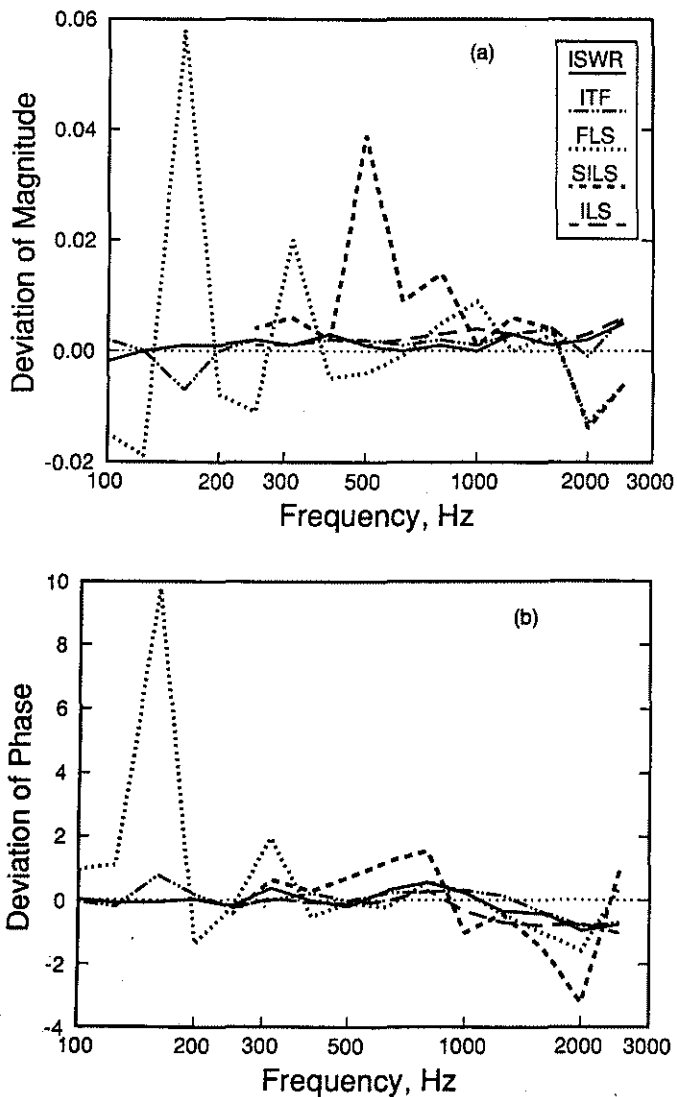 (a)
Deviation of Magnitude
0.06
0.04
0.02
0.00
-0.02
ISWR
ITF
FLS
SILS
ILS
100 200 300 500 1000 2000 3000
Frequency, Hz
(b)
Deviation of Phase
10
8
6
4
2
0
-2
-4
100 200 300 500 1000 2000 3000
Frequency, Hz